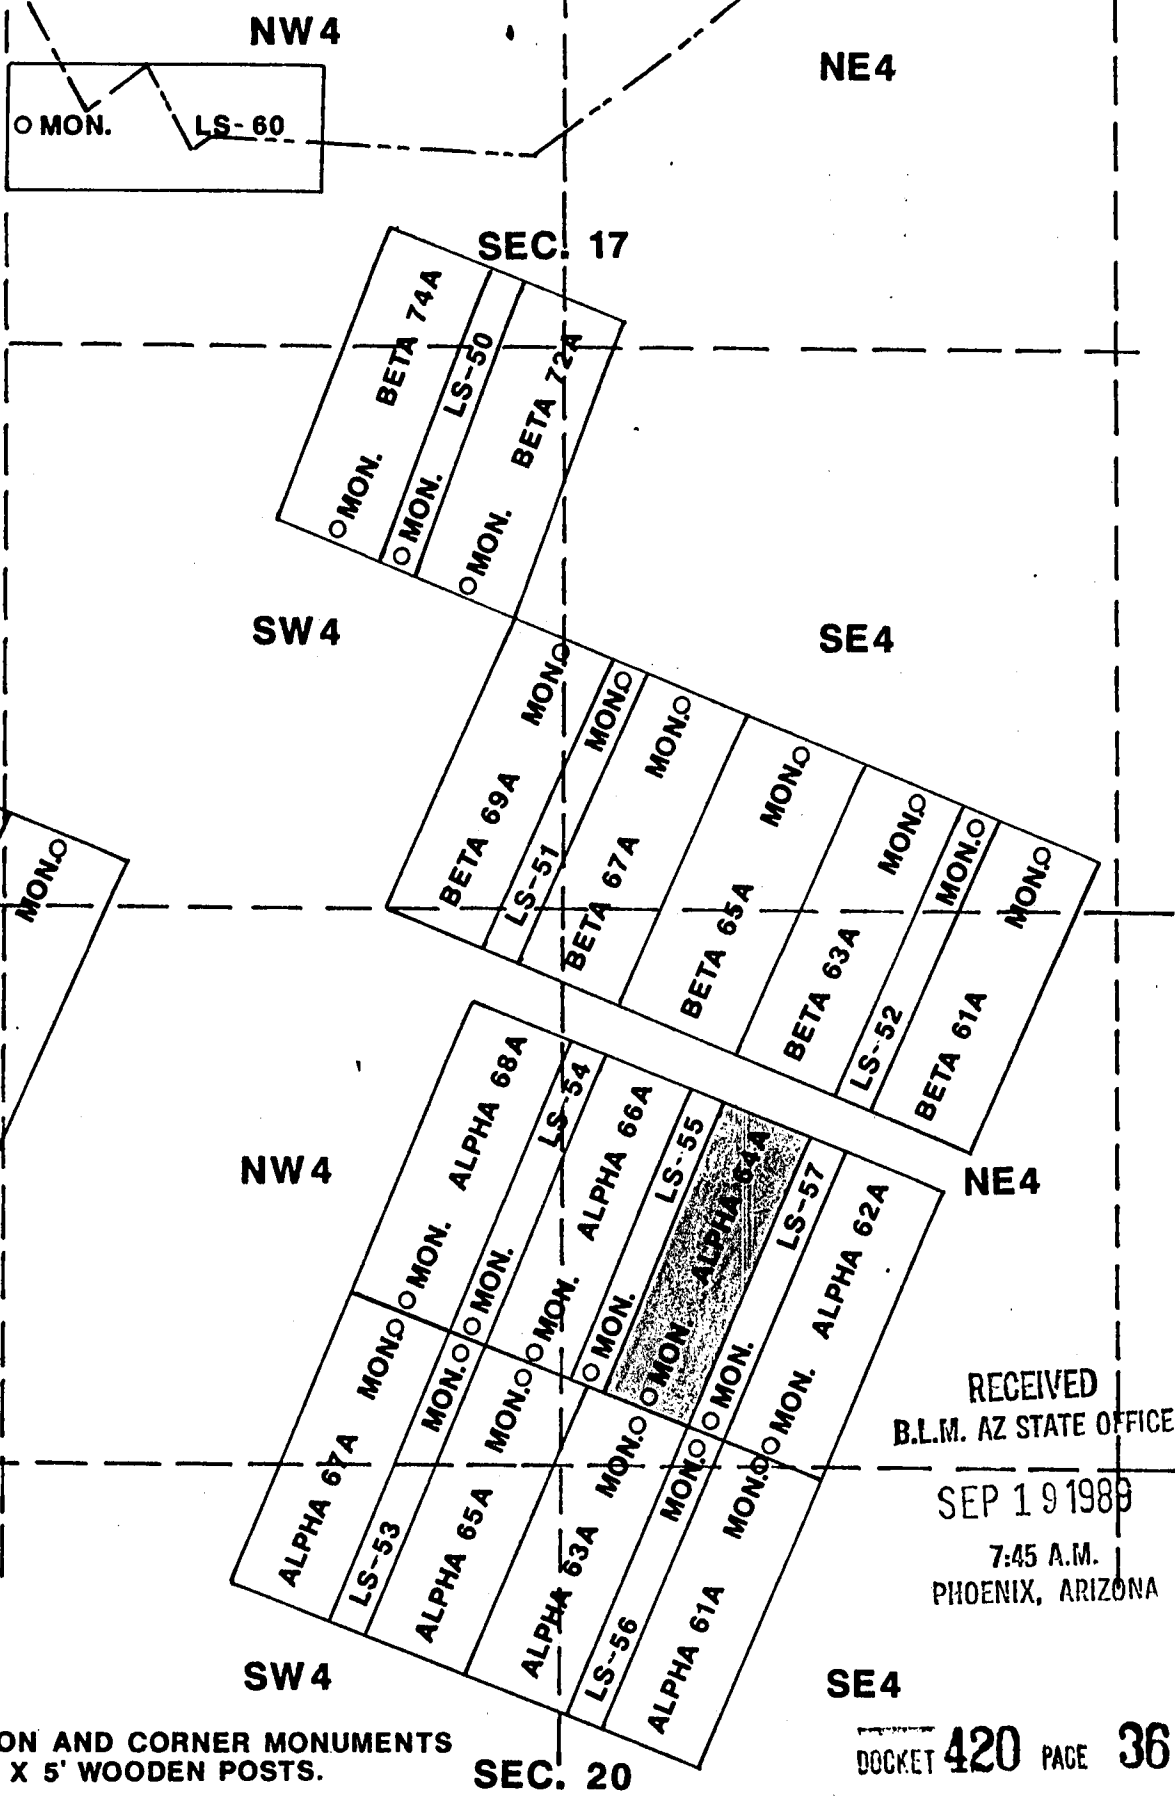 NW4
NE4
MON.
LS-60
SEC. 17
BETA 74A
MON.
LS-50
MON.
BETA 72A
MON.
SW4
SE4
MON.
BETA 69A
MON.
LS-51
MON.
BETA 67A
MON.
BETA 65A
MON.
BETA 63A
MON.
LS-52
MON.
BETA 61A
MON.
ALPHA 68A
MON.
LS-54
MON.
ALPHA 66A
MON.
LS-55
MON.
ALPHA 64A
MON.
LS-57
MON.
ALPHA 62A
MON.
NW4
NE4
MON.
ALPHA 67A
MON.
LS-53
MON.
ALPHA 65A
MON.
ALPHA 63A
MON.
LS-56
MON.
ALPHA 61A
RECEIVED
B.L.M. AZ STATE OFFICE
SEP 19 1989
7:45 A.M.
PHOENIX, ARIZONA
SW4
SE4
ON AND CORNER MONUMENTS
X 5' WOODEN POSTS.
SEC. 20
DOCKET 420 PAGE 36